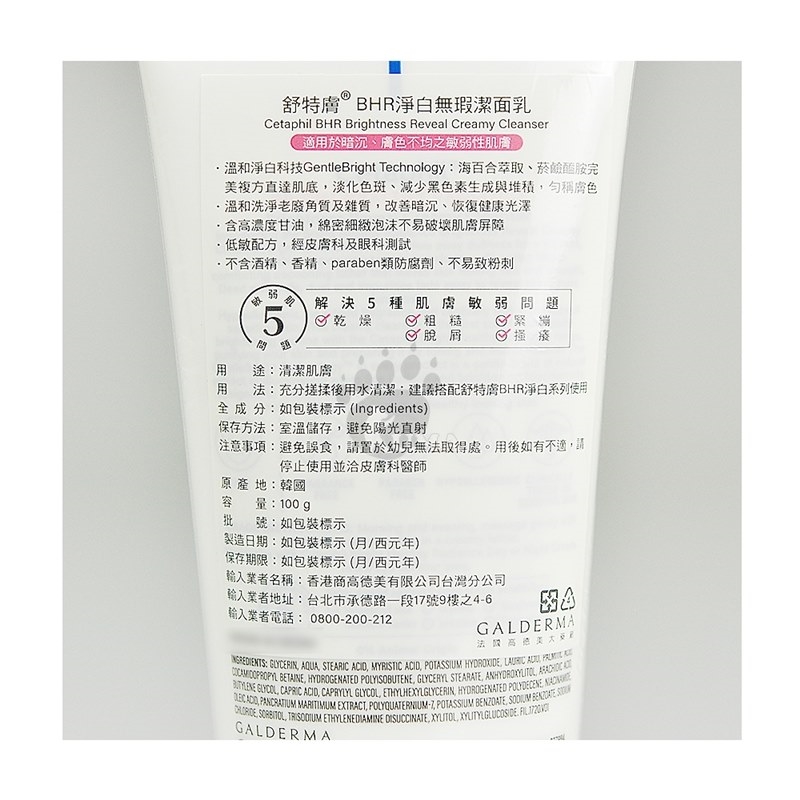 舒特膚® BHR淨白無瑕潔面乳
Cetaphil BHR Brightness Reveal Creamy Cleanser
適用於暗沉、膚色不均之敏弱性肌膚
·溫和淨白科技GentleBright Technology：海百合萃取、菸鹼醯胺完
美複方直達肌底，淡化色斑、減少黑色素生成與堆積，勻稱膚色
·溫和洗淨老廢角質及雜質，改善暗沉、恢復健康光澤
·含高濃度甘油，綿密細緻泡沫不易破壞肌膚屏障
·低敏配方，經皮膚科及眼科測試
·不含酒精、香精、paraben類防腐劑、不易致粉刺
敏弱肌
5
問題
解決5種肌膚敏弱問題
乾燥 粗糙 緊繃
脫屑 搔癢
用途：清潔肌膚
用法：充分搓揉後用水清潔；建議搭配舒特膚BHR淨白系列使用
全成分：如包裝標示 (Ingredients)
保存方法：室溫儲存，避免陽光直射
注意事項：避免誤食，請置於幼兒無法取得處。用後如有不適，請
停止使用並洽皮膚科醫師
原產地：韓國
容量：100 g
批號：如包裝標示
製造日期：如包裝標示 (月/西元年)
保存期限：如包裝標示 (月/西元年)
輸入業者名稱：香港商高德美有限公司台灣分公司
輸入業者地址：台北市承德路一段17號9樓之4-6
輸入業者電話：0800-200-212
GALDERMA
法國高德美大藥廠
INGREDIENTS: GLYCERIN, AQUA, STEARIC ACID, MYRISTIC ACID, POTASSIUM HYDROXIDE, LAURIC ACID, PALMITIC ACID,
COCAMIDOPROPYL BETAINE, HYDROGENATED POLYISOBUTENE, GLYCERYL STEARATE, ANHYDROXYLITOL, ARACHIDIC ACID,
BUTYLENE GLYCOL, CAPRIC ACID, CAPRYLYL GLYCOL, ETHYLHEXYLGLYCERIN, HYDROGENATED POLYDECENE, NIACINAMIDE,
OLEIC ACID, PANCRATIUM MARITIMUM EXTRACT, POLYQUATERNIUM-7, POTASSIUM BENZOATE, SODIUM BENZOATE, SODIUM
CHLORIDE, SORBITOL, TRISODIUM ETHYLENEDIAMINE DISUCCINATE, XYLITOL, XYLITYLGLUCOSIDE. FIL.1720.V01
GALDERMA